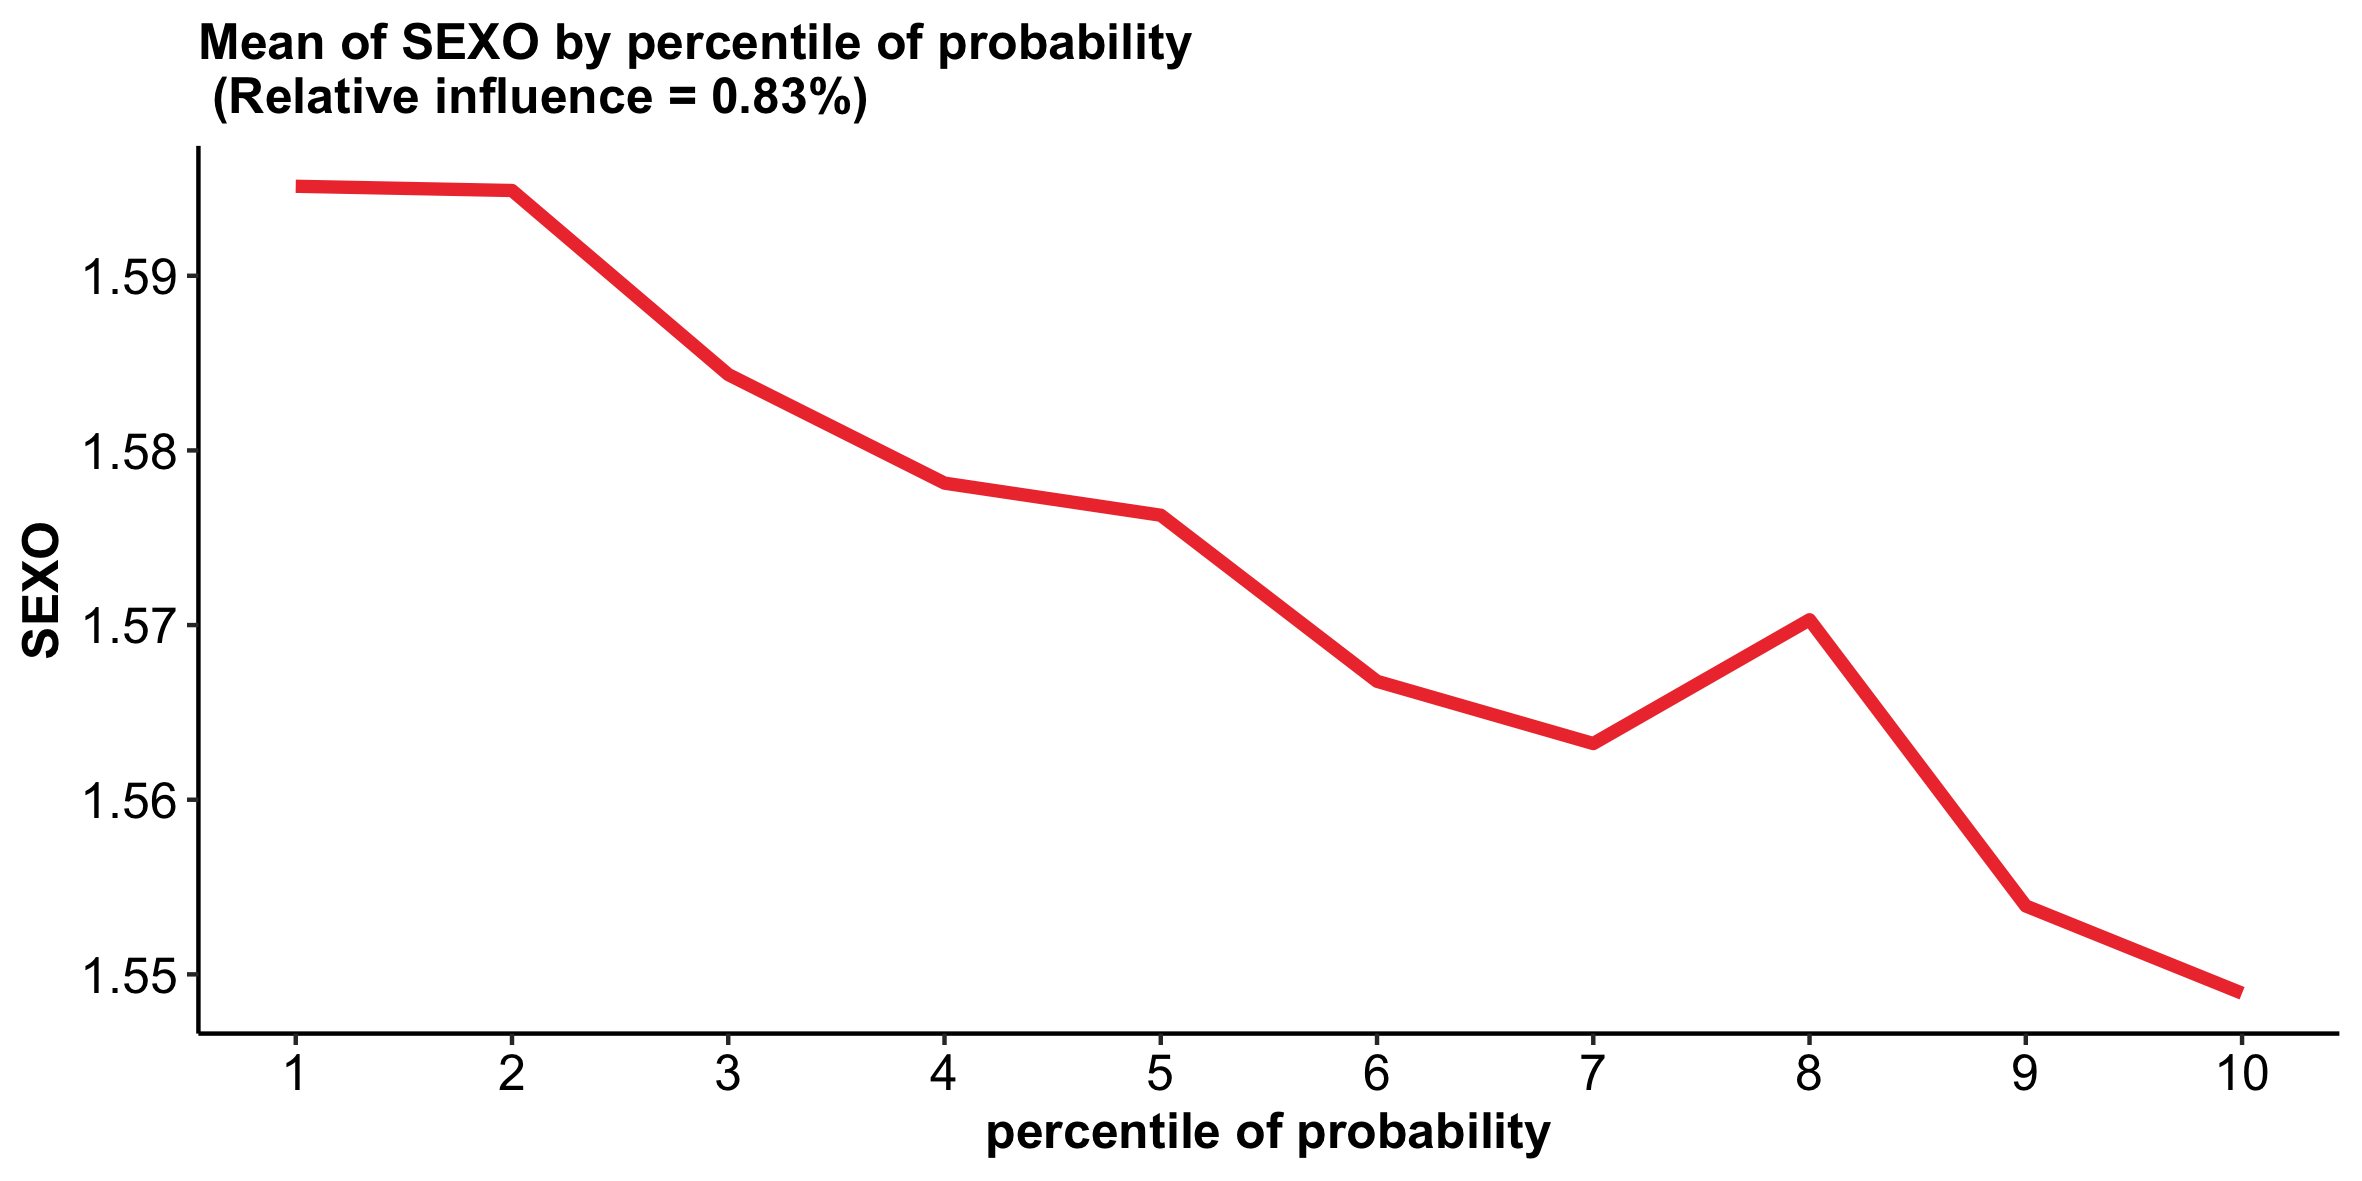 Mean of SEXO by percentile of probability
(Relative influence = 0.83%)
SEXO
1.59
1.58
1.57
1.56
1.55
1 2 3 4 5 6 7 8 9 10
percentile of probability